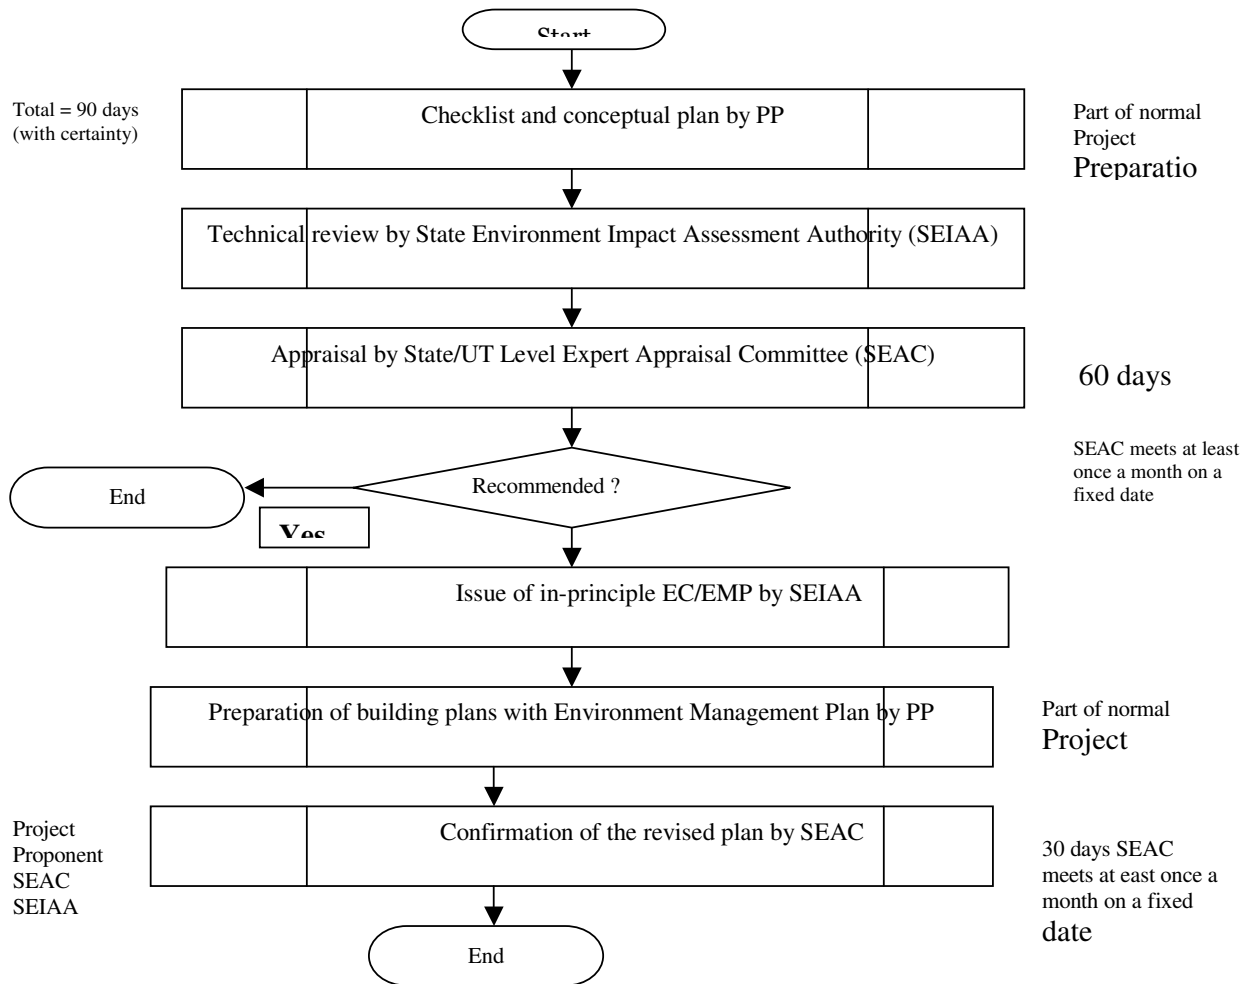 Start
Total = 90 days
(with certainty)
Checklist and conceptual plan by PP
Part of normal
Project
Preparatio
Technical review by State Environment Impact Assessment Authority (SEIAA)
Appraisal by State/UT Level Expert Appraisal Committee (SEAC)
60 days
SEAC meets at least
once a month on a
fixed date
Recommended ?
End
Yes
Issue of in-principle EC/EMP by SEIAA
Preparation of building plans with Environment Management Plan by PP
Part of normal
Project
Confirmation of the revised plan by SEAC
Project
Proponent
SEAC
SEIAA
30 days SEAC
meets at east once a
month on a fixed
date
End